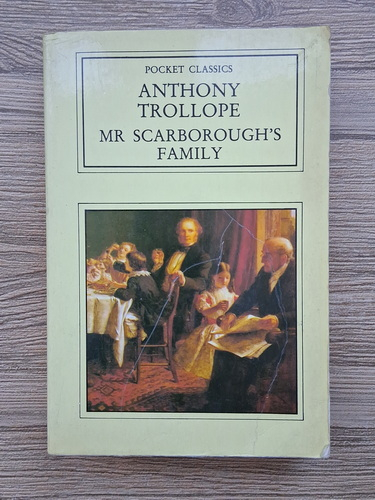 POCKET CLASSICS
ANTHONY
TROLLOPE
MR SCARBOROUGH'S
FAMILY